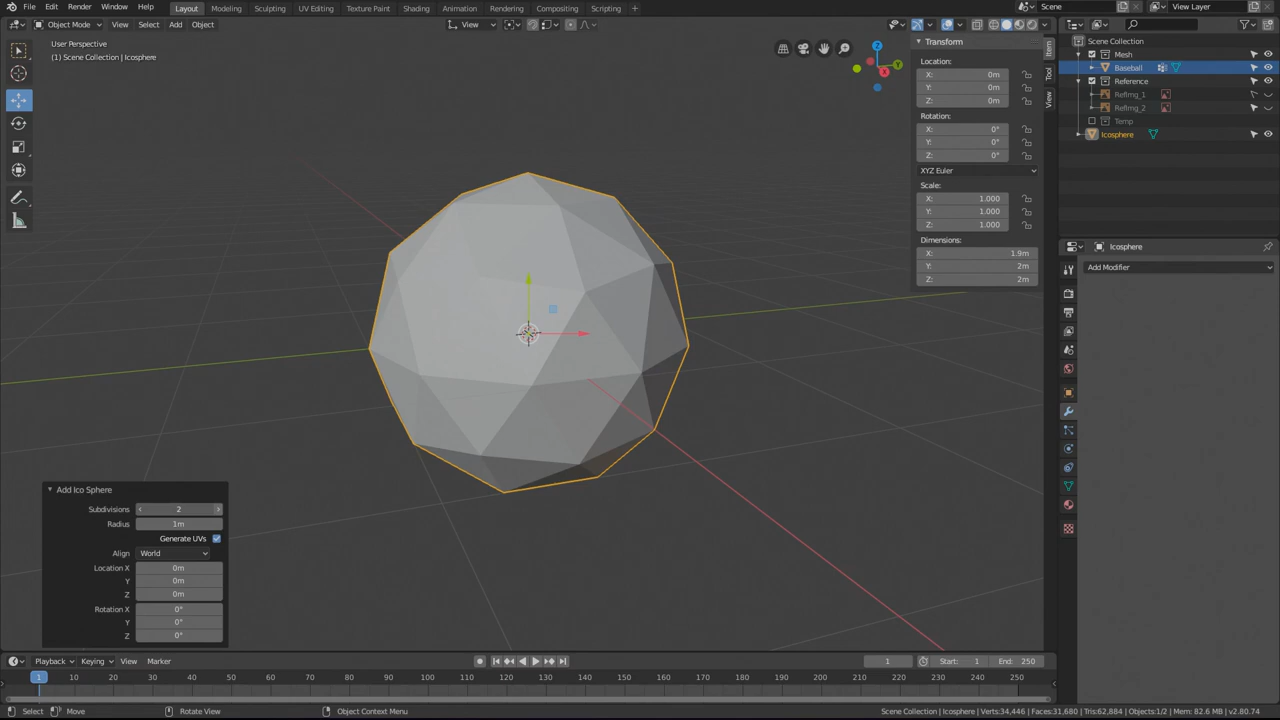 File Edit Render Window Help Layout Modeling Sculpting UV Editing Texture Paint Shading Animation Rendering Compositing Scripting + Scene View Layer
Object Mode View Select Add Object View
User Perspective
(1) Scene Collection | Icosphere
Z
Y
X
Transform
Location:
X: 0m
Y: 0m
Z: 0m
Rotation:
X: 0°
Y: 0°
Z: 0°
XYZ Euler
Scale:
X: 1.000
Y: 1.000
Z: 1.000
Dimensions:
X: 1.9m
Y: 2m
Z: 2m
Item
Tool
View
Scene Collection
Mesh
Baseball
Reference
RefImg_1
RefImg_2
Temp
Icosphere
Icosphere
Add Modifier
Add Ico Sphere
Subdivisions 2
Radius 1m
Generate UVs
Align World
Location X 0m
Y 0m
Z 0m
Rotation X 0°
Y 0°
Z 0°
Playback Keying View Marker 1 Start: 1 End: 250
1 10 20 30 40 50 60 70 80 90 100 110 120 130 140 150 160 170 180 190 200 210 220 230 240 250
Select Move Rotate View Object Context Menu Scene Collection | Icosphere | Verts:34,446 | Faces:31,680 | Tris:62,884 | Objects:1/2 | Mem: 82.6 MB | v2.80.74